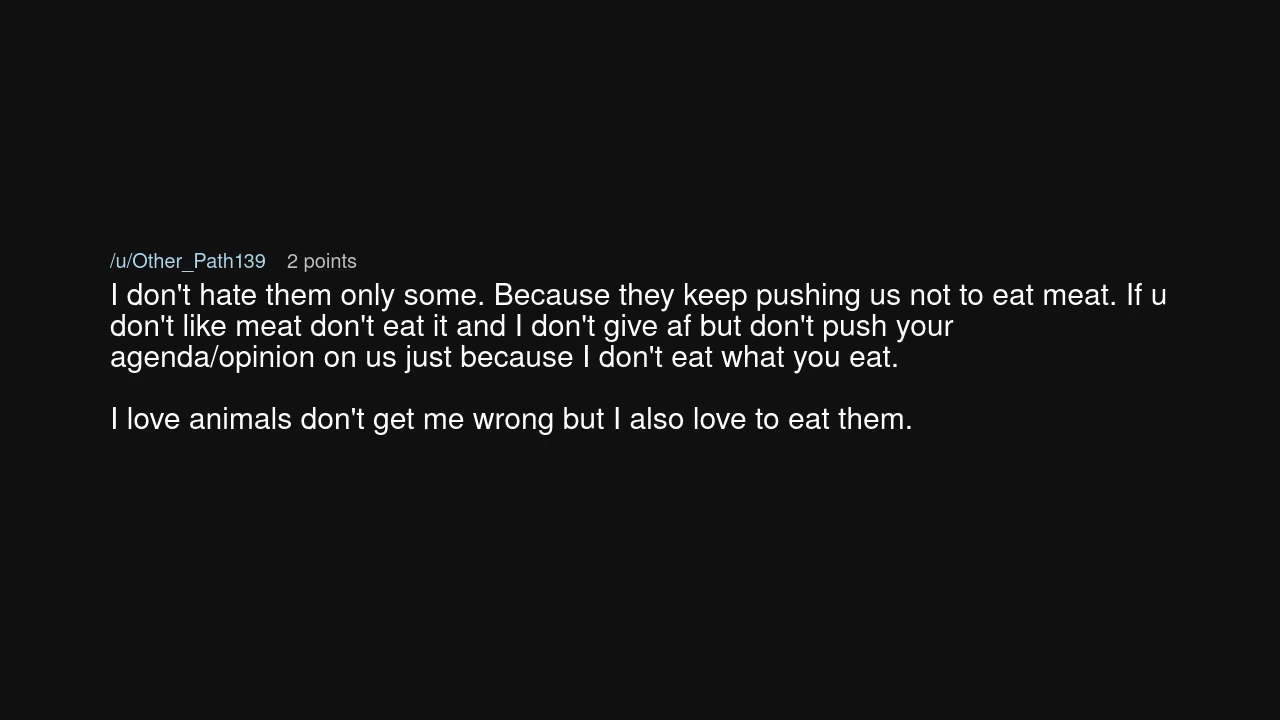 /u/Other_Path139 2 points
I don't hate them only some. Because they keep pushing us not to eat meat. If u
don't like meat don't eat it and I don't give af but don't push your
agenda/opinion on us just because I don't eat what you eat.
I love animals don't get me wrong but I also love to eat them.